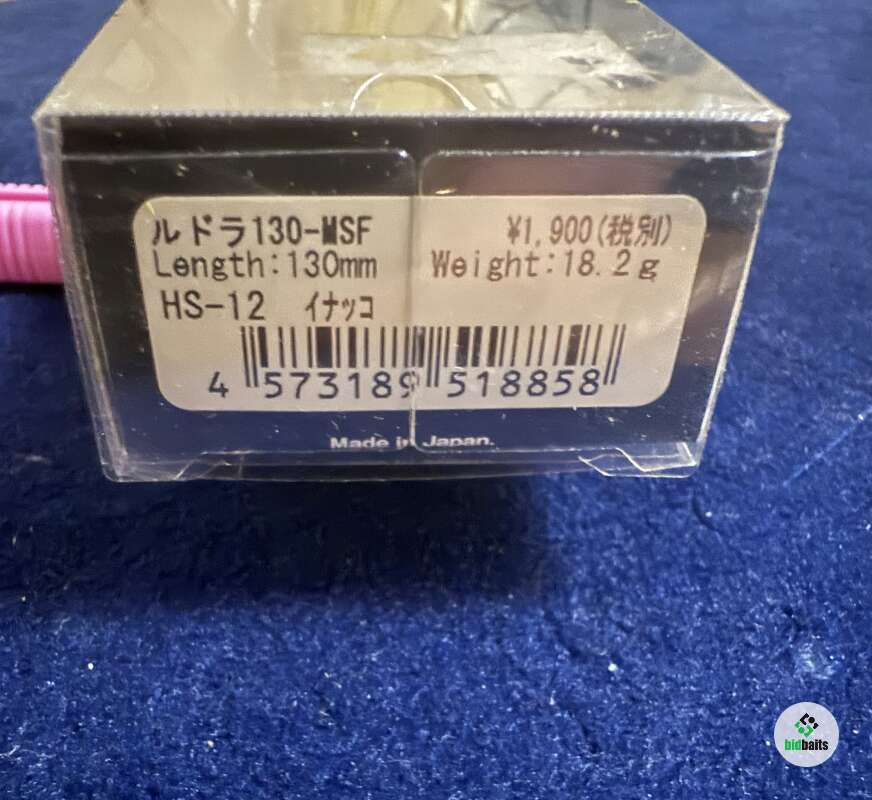 ルドラ130-MSF ¥1,900(税別)
Length:130mm Weight:18.2g
HS-12 イナッコ
4 573189 518858
Made in Japan.
bidbaits